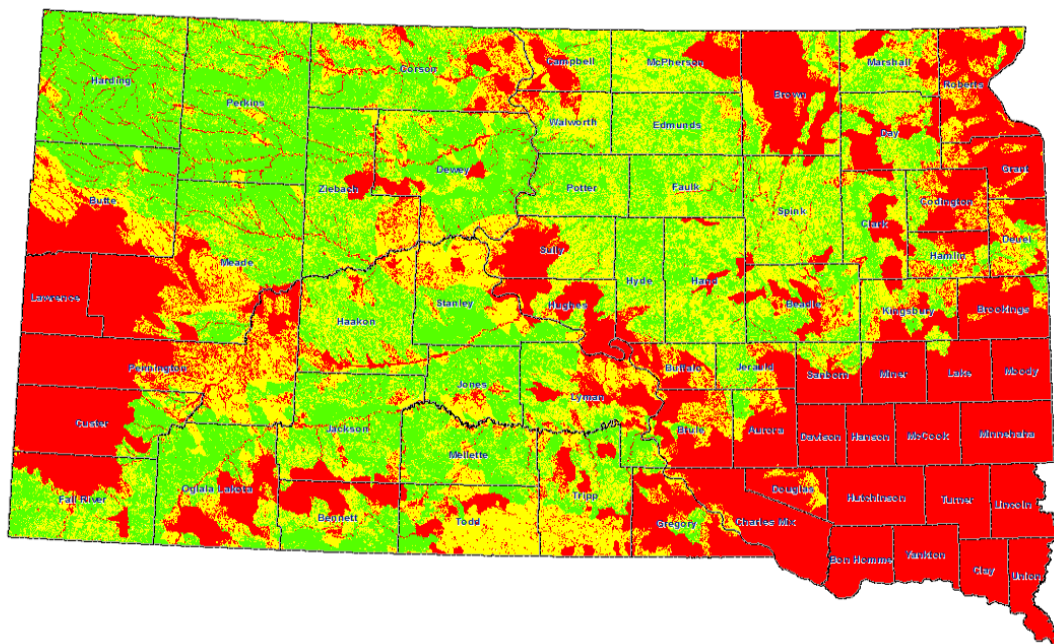 Harding
Perkins
Corson
Campbell
McPherson
Brown
Marshall
Roberts
Walworth
Edmunds
Day
Dewey
Ziebach
Potter
Faulk
Grant
Butte
Spink
Clark
Codington
Meade
Sully
Deuel
Hamlin
Lawrence
Stanley
Hughes
Hyde
Hand
Beadle
Kingsbury
Brookings
Haakon
Pennington
Jones
Buffalo
Jerauld
Sanborn
Miner
Lake
Moody
Custer
Jackson
Lyman
Brule
Aurora
Davison
Hanson
McCook
Minnehaha
Mellette
Fall River
Oglala Lakota
Bennett
Todd
Tripp
Gregory
Douglas
Charles Mix
Hutchinson
Turner
Lincoln
Bon Homme
Yankton
Clay
Union